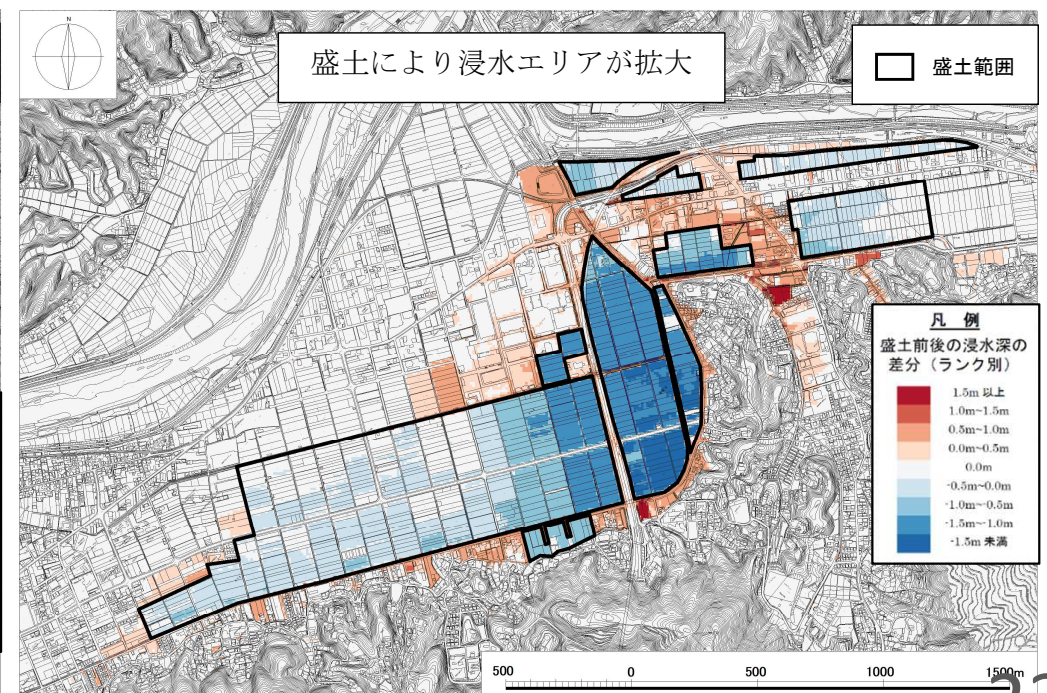 N
盛土により浸水エリアが拡大
盛土範囲
凡 例
盛土前後の浸水深の
差分（ランク別）
1.5m 以上
1.0m~1.5m
0.5m~1.0m
0.0m~0.5m
0.0m
-0.5m~0.0m
-1.0m~-0.5m
-1.5m~-1.0m
-1.5m 未満
500 0 500 1000 1500m